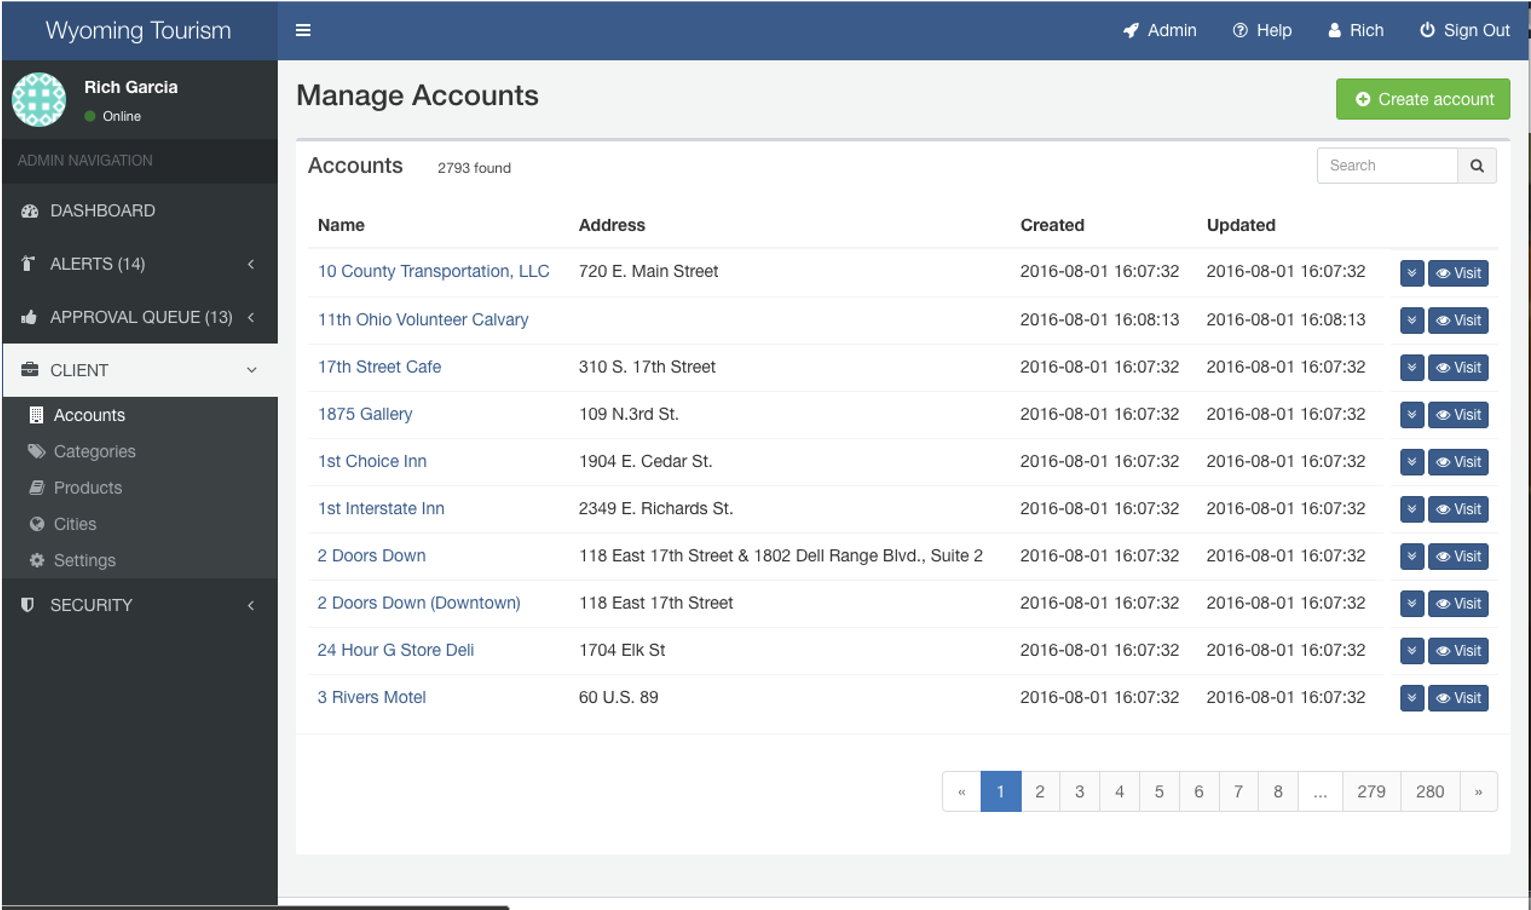 Wyoming Tourism
Admin Help Rich Sign Out
Rich Garcia
Online
ADMIN NAVIGATION
DASHBOARD
ALERTS (14)
APPROVAL QUEUE (13)
CLIENT
Accounts
Categories
Products
Cities
Settings
SECURITY
Manage Accounts
Create account
Accounts 2793 found
Search
Name Address Created Updated
10 County Transportation, LLC 720 E. Main Street 2016-08-01 16:07:32 2016-08-01 16:07:32 Visit
11th Ohio Volunteer Calvary 2016-08-01 16:08:13 2016-08-01 16:08:13 Visit
17th Street Cafe 310 S. 17th Street 2016-08-01 16:07:32 2016-08-01 16:07:32 Visit
1875 Gallery 109 N.3rd St. 2016-08-01 16:07:32 2016-08-01 16:07:32 Visit
1st Choice Inn 1904 E. Cedar St. 2016-08-01 16:07:32 2016-08-01 16:07:32 Visit
1st Interstate Inn 2349 E. Richards St. 2016-08-01 16:07:32 2016-08-01 16:07:32 Visit
2 Doors Down 118 East 17th Street & 1802 Dell Range Blvd., Suite 2 2016-08-01 16:07:32 2016-08-01 16:07:32 Visit
2 Doors Down (Downtown) 118 East 17th Street 2016-08-01 16:07:32 2016-08-01 16:07:32 Visit
24 Hour G Store Deli 1704 Elk St 2016-08-01 16:07:32 2016-08-01 16:07:32 Visit
3 Rivers Motel 60 U.S. 89 2016-08-01 16:07:32 2016-08-01 16:07:32 Visit
« 1 2 3 4 5 6 7 8 ... 279 280 »